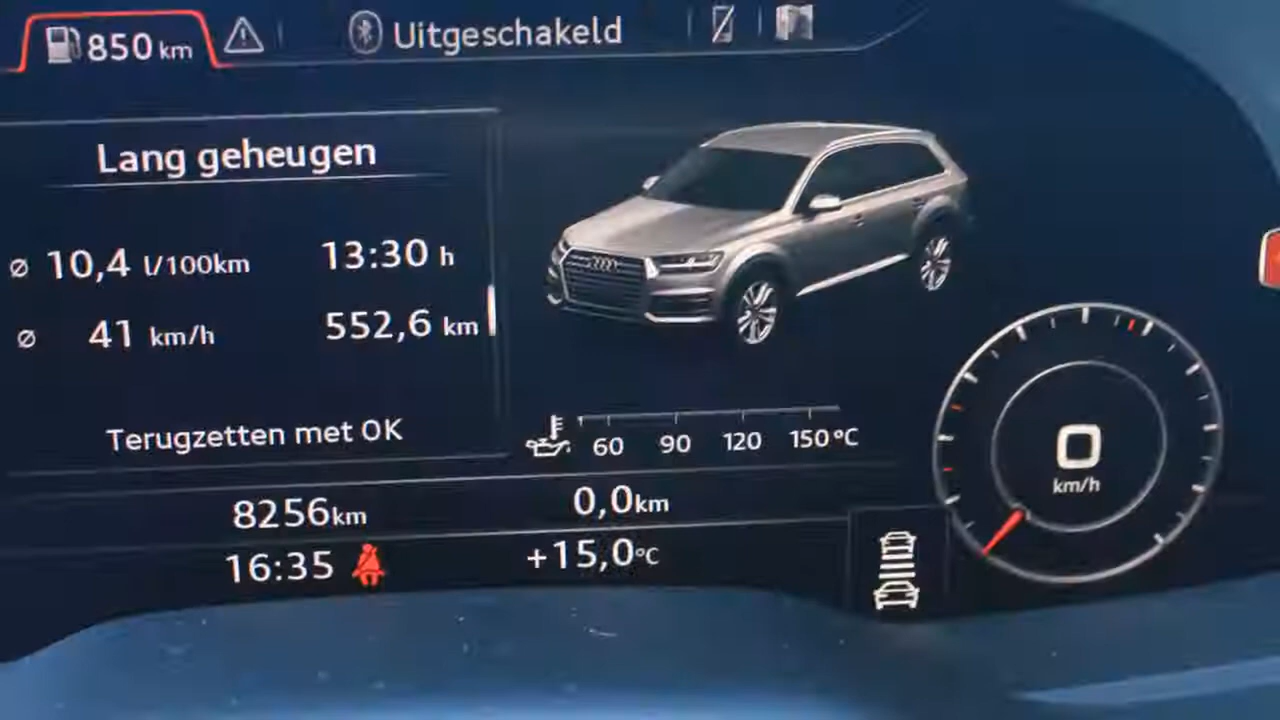 850 km
Uitgeschakeld
Lang geheugen
ø 10,4 l/100km 13:30 h
ø 41 km/h 552,6 km
Terugzetten met OK
60 90 120 150 °C
0
km/h
8256km 0,0km
16:35 +15,0°C